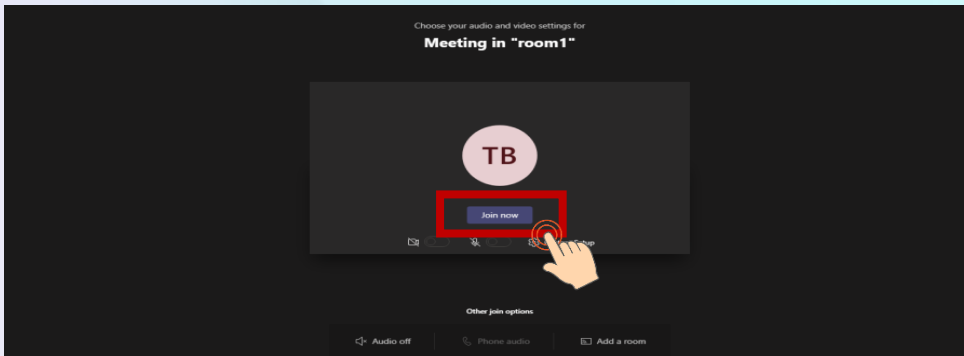 Choose your audio and video settings for
Meeting in "room1"
TB
Join now
Setup
Other join options
Audio off
Phone audio
Add a room